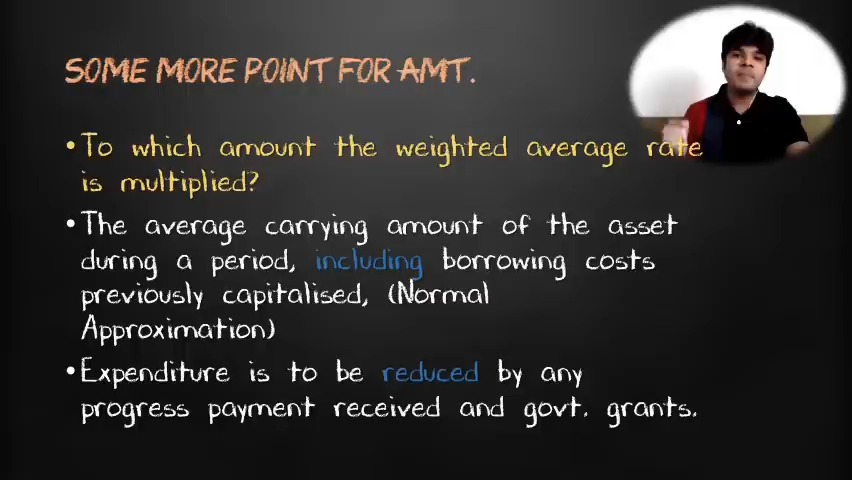 SOME MORE POINT FOR AMT.
• To which amount the weighted average rate
is multiplied?
• The average carrying amount of the asset
during a period, including borrowing costs
previously capitalised, (Normal
Approximation)
• Expenditure is to be reduced by any
progress payment received and govt. grants.